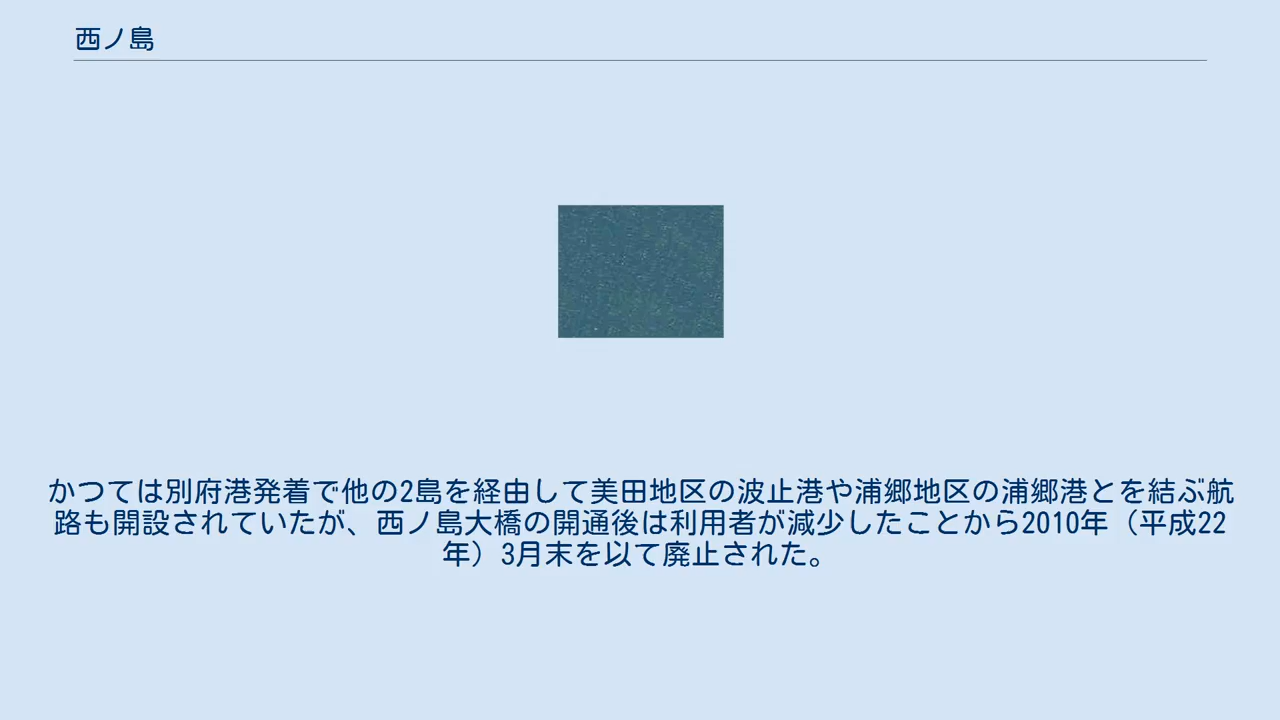 西ノ島
かつては別府港発着で他の2島を経由して美田地区の波止港や浦郷地区の浦郷港とを結ぶ航
路も開設されていたが、西ノ島大橋の開通後は利用者が減少したことから2010年（平成22
年）3月末を以て廃止された。